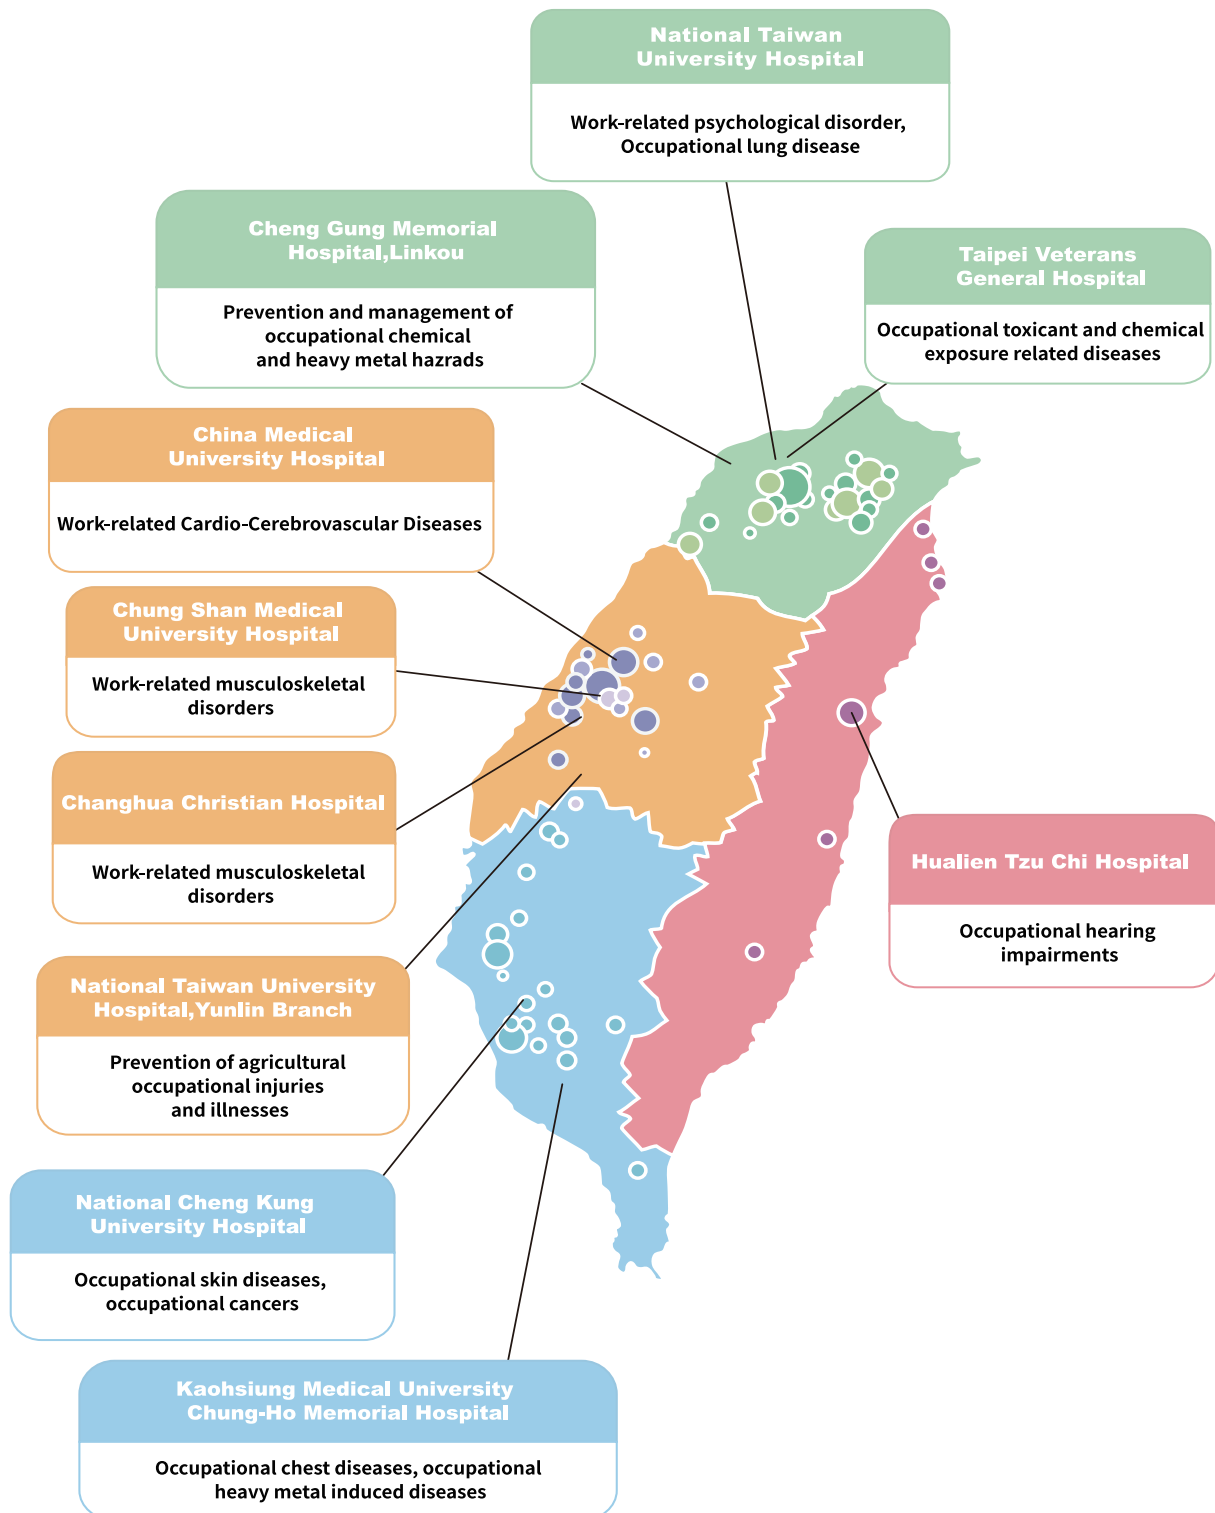 National Taiwan
University Hospital
Work-related psychological disorder,
Occupational lung disease
Cheng Gung Memorial
Hospital,Linkou
Prevention and management of
occupational chemical
and heavy metal hazrads
Taipei Veterans
General Hospital
Occupational toxicant and chemical
exposure related diseases
China Medical
University Hospital
Work-related Cardio-Cerebrovascular Diseases
Chung Shan Medical
University Hospital
Work-related musculoskeletal
disorders
Changhua Christian Hospital
Work-related musculoskeletal
disorders
Hualien Tzu Chi Hospital
Occupational hearing
impairments
National Taiwan University
Hospital,Yunlin Branch
Prevention of agricultural
occupational injuries
and illnesses
National Cheng Kung
University Hospital
Occupational skin diseases,
occupational cancers
Kaohsiung Medical University
Chung-Ho Memorial Hospital
Occupational chest diseases, occupational
heavy metal induced diseases